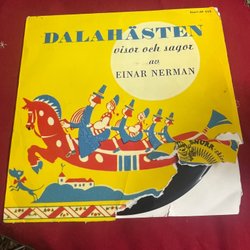 DALAHÄSTEN
visor och sagor
av
EINAR NERMAN